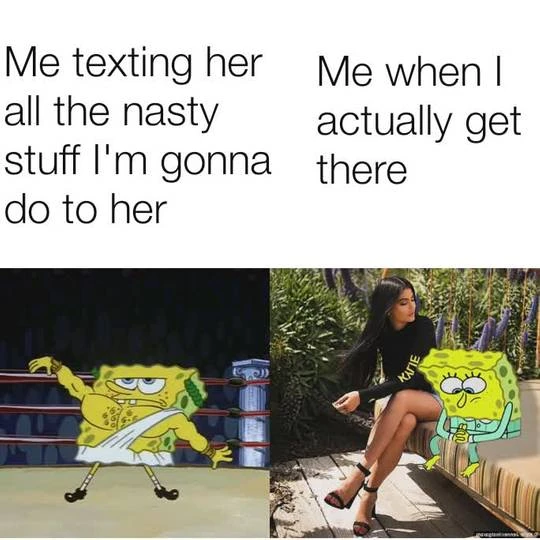 Me texting her
all the nasty
stuff I'm gonna
do to her
Me when I
actually get
there
KATIE